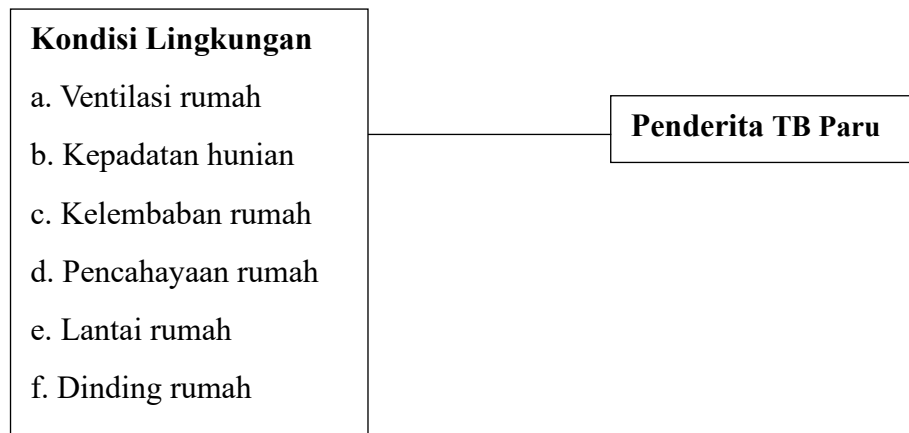 Kondisi Lingkungan
a. Ventilasi rumah
b. Kepadatan hunian
c. Kelembaban rumah
d. Pencahayaan rumah
e. Lantai rumah
f. Dinding rumah
Penderita TB Paru